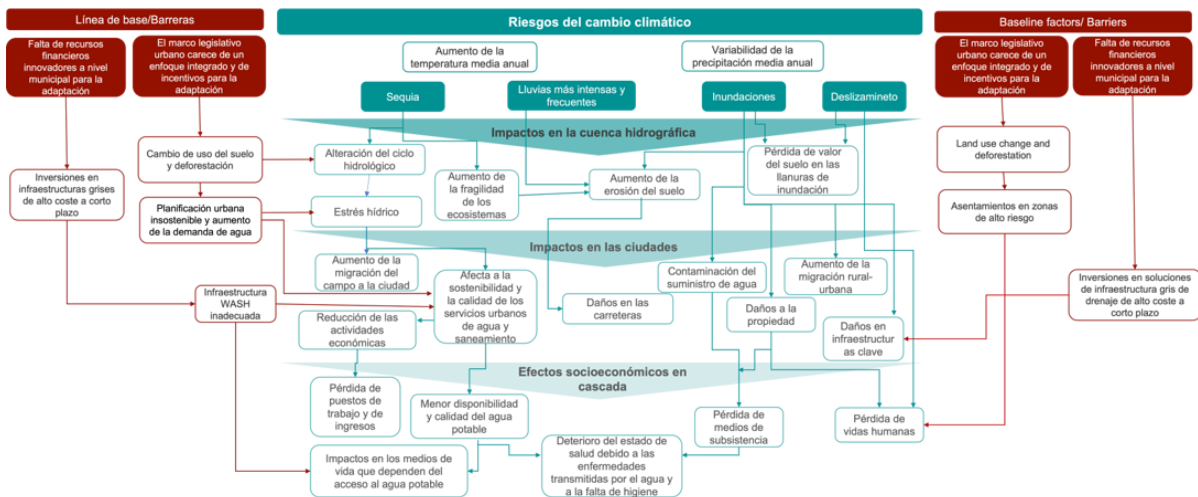 Línea de base/Barreras
Falta de recursos
financieros
innovadores a nivel
municipal para la
adaptación
El marco legislativo
urbano carece de un
enfoque integrado y de
incentivos para la
adaptación
Riesgos del cambio climático
Aumento de la
temperatura media anual
Variabilidad de la
precipitación media anual
Baseline factors/ Barriers
El marco legislativo
urbano carece de un
enfoque integrado y de
incentivos para la
adaptación
Falta de recursos
financieros
innovadores a nivel
municipal para la
adaptación
Sequia
Lluvias más intensas y
frecuentes
Inundaciones
Deslizamineto
Impactos en la cuenca hidrográfica
Cambio de uso del suelo
y deforestación
Alteración del ciclo
hidrológico
Aumento de
la fragilidad
de los
ecosistemas
Aumento de la
erosión del suelo
Pérdida de valor
del suelo en las
llanuras de
inundación
Land use change and
deforestation
Inversiones en
infraestructuras grises
de alto coste a corto
plazo
Planificación urbana
insostenible y aumento
de la demanda de agua
Estrés hídrico
Asentamientos en zonas
de alto riesgo
Impactos en las ciudades
Aumento de la
migración del
campo a la ciudad
Afecta a la
sostenibilidad y
la calidad de los
servicios urbanos
de agua y
saneamiento
Contaminación del
suministro de agua
Aumento de la
migración rural-
urbana
Inversiones en soluciones
de infraestructura gris de
drenaje de alto coste a
corto plazo
Infraestructura
WASH
inadecuada
Reducción de las
actividades
económicas
Daños en las
carreteras
Daños a la
propiedad
Daños en
infraestructur
as clave
Efectos socioeconómicos en
cascada
Pérdida de
puestos de
trabajo y de
ingresos
Menor disponibilidad
y calidad del agua
potable
Pérdida de
medios de
subsistencia
Pérdida de
vidas humanas
Impactos en los medios de
vida que dependen del
acceso al agua potable
Deterioro del estado de
salud debido a las
enfermedades
transmitidas por el agua y
a la falta de higiene